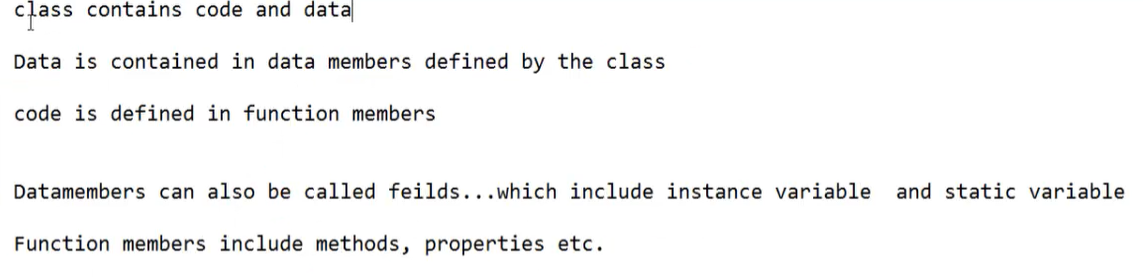 class contains code and data
Data is contained in data members defined by the class
code is defined in function members
Datamembers can also be called feilds...which include instance variable  and static variable
Function members include methods, properties etc.